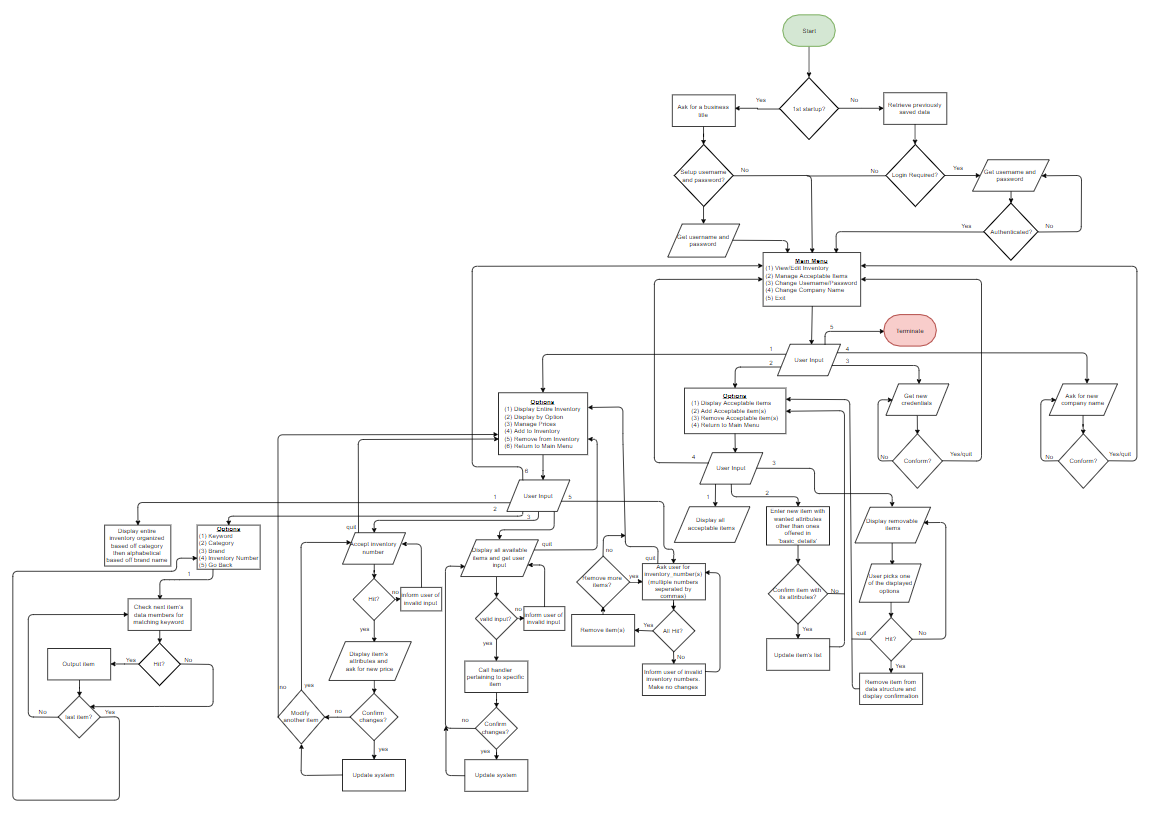 Start
1st startup?
Yes
No
Ask for a business
title
Retrieve previously
saved data
Setup username
and password?
No
No
Login Required?
Yes
Get username and
password
Get username and
password
Yes
Authenticated?
No
Main Menu
(1) View/Edit Inventory
(2) Manage Acceptable Items
(3) Change Username/Password
(4) Change Company Name
(5) Exit
5
Terminate
User Input
1
2
4
3
Options
(1) Display Entire Inventory
(2) Display by Option
(3) Manage Prices
(4) Add to Inventory
(5) Remove from Inventory
(6) Return to Main Menu
Options
(1) Display Acceptable items
(2) Add Acceptable item(s)
(3) Remove Acceptable item(s)
(4) Return to Main Menu
Get new
credentials
Ask for new
company name
No
Conform?
Yes/quit
No
Conform?
Yes/quit
4
User Input
3
1
2
6
User Input
1
2
3
5
Display entire
inventory organized
based off category
then alphabetical
based off brand name
Options
(1) Keyword
(2) Category
(3) Brand
(4) Inventory Number
(5) Go Back
1
quit
Accept inventory
number
Display all available
items and get user
input
quit
no
Remove more
items?
yes
quit
Ask user for
inventory_number(s)
(multiple numbers
seperated by
commas)
Display all
acceptable items
Enter new item with
wanted attributes
other than ones
offered in
'basic_details'
Display removable
items
User picks one
of the displayed
options
Confirm item with
its attributes?
No
Yes
Update item's list
quit
Hit?
No
Yes
Remove item from
data structure and
display confirmation
Check next item's
data members for
matching keyword
Hit?
Yes
No
Output item
last item?
No
Yes
Hit?
no
Inform user of
invalid input
yes
Display item's
attributes and
ask for new price
Confirm
changes?
no
yes
Modify
another item
no
yes
Update system
valid input?
no
Inform user of
invalid input
yes
Call handler
pertaining to specific
item
Confirm
changes?
no
yes
Update system
Remove item(s)
Yes
All Hit?
No
Inform user of invalid
inventory numbers.
Make no changes